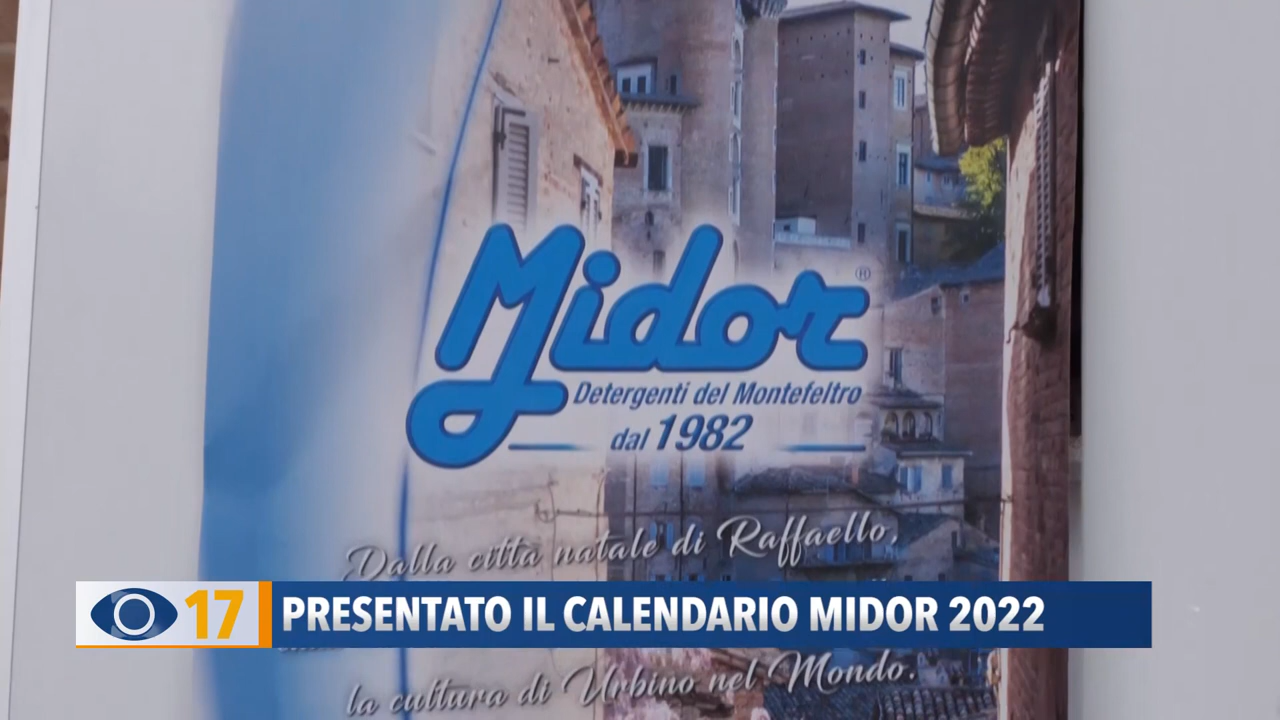 Midor®
Detergenti del Montefeltro
dal 1982
Dalla città natale di Raffaello,
17 PRESENTATO IL CALENDARIO MIDOR 2022
la cultura di Urbino nel Mondo.